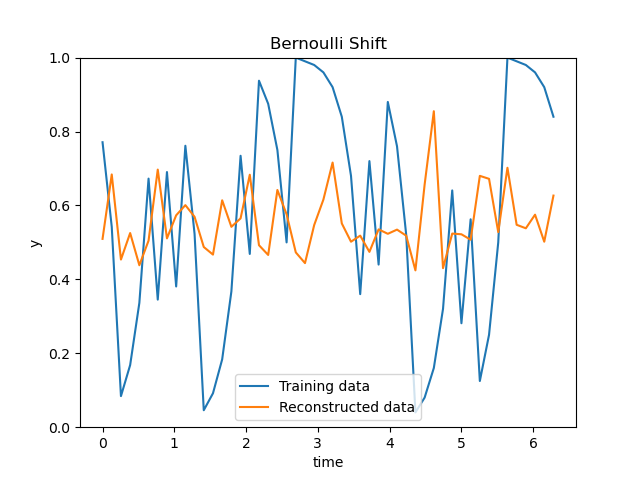 Bernoulli Shift
1.0
0.8
0.6
0.4
0.2
0.0
y
Training data
Reconstructed data
0 1 2 3 4 5 6
time